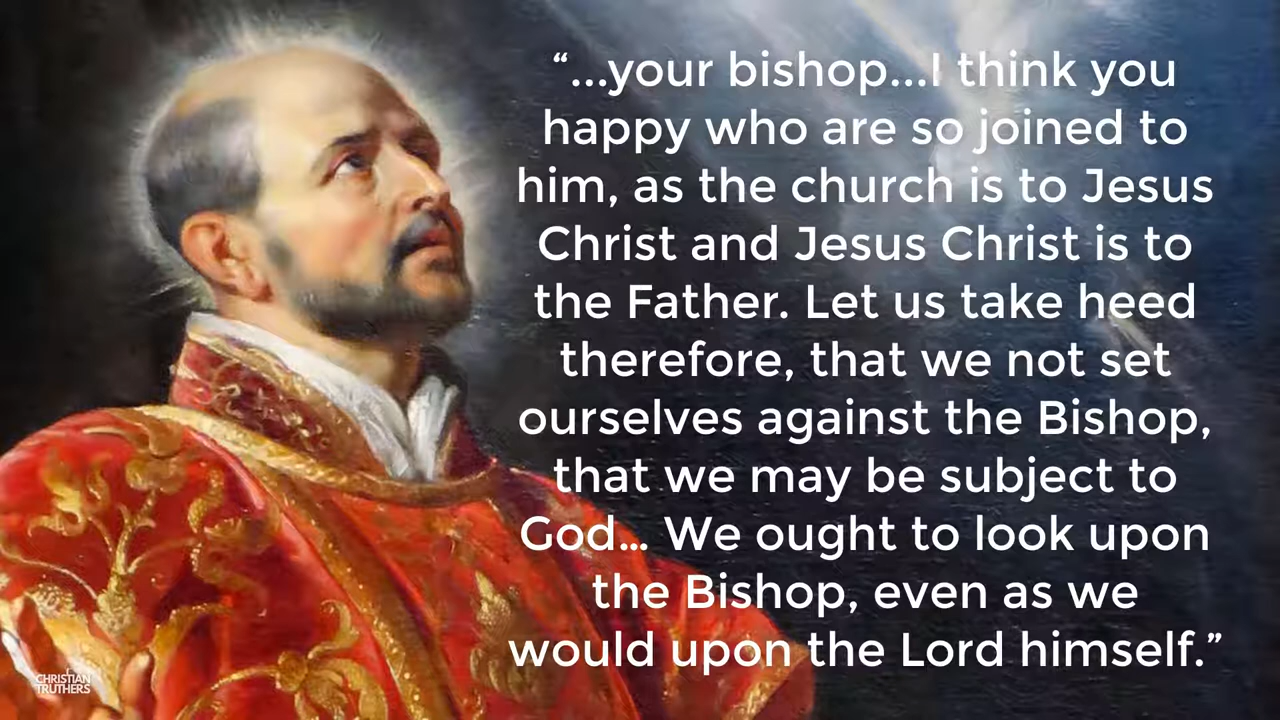 “...your bishop...I think you
happy who are so joined to
him, as the church is to Jesus
Christ and Jesus Christ is to
the Father. Let us take heed
therefore, that we not set
ourselves against the Bishop,
that we may be subject to
God... We ought to look upon
the Bishop, even as we
would upon the Lord himself.”
CHRISTIAN
TRUTHERS